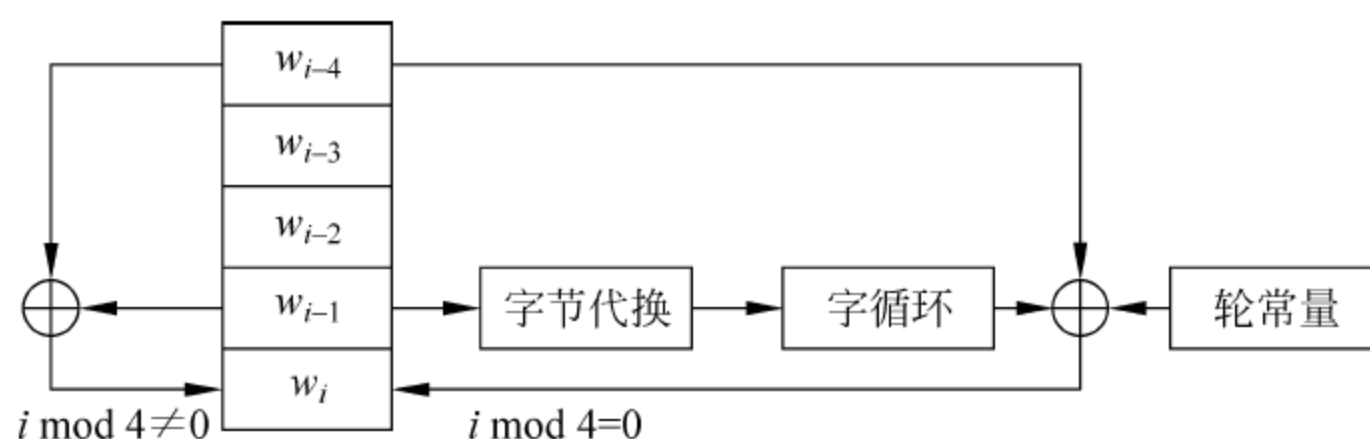 w_{i-4}
w_{i-3}
w_{i-2}
w_{i-1} 字节代换 字循环 轮常量
w_i
i mod 4≠0 i mod 4=0